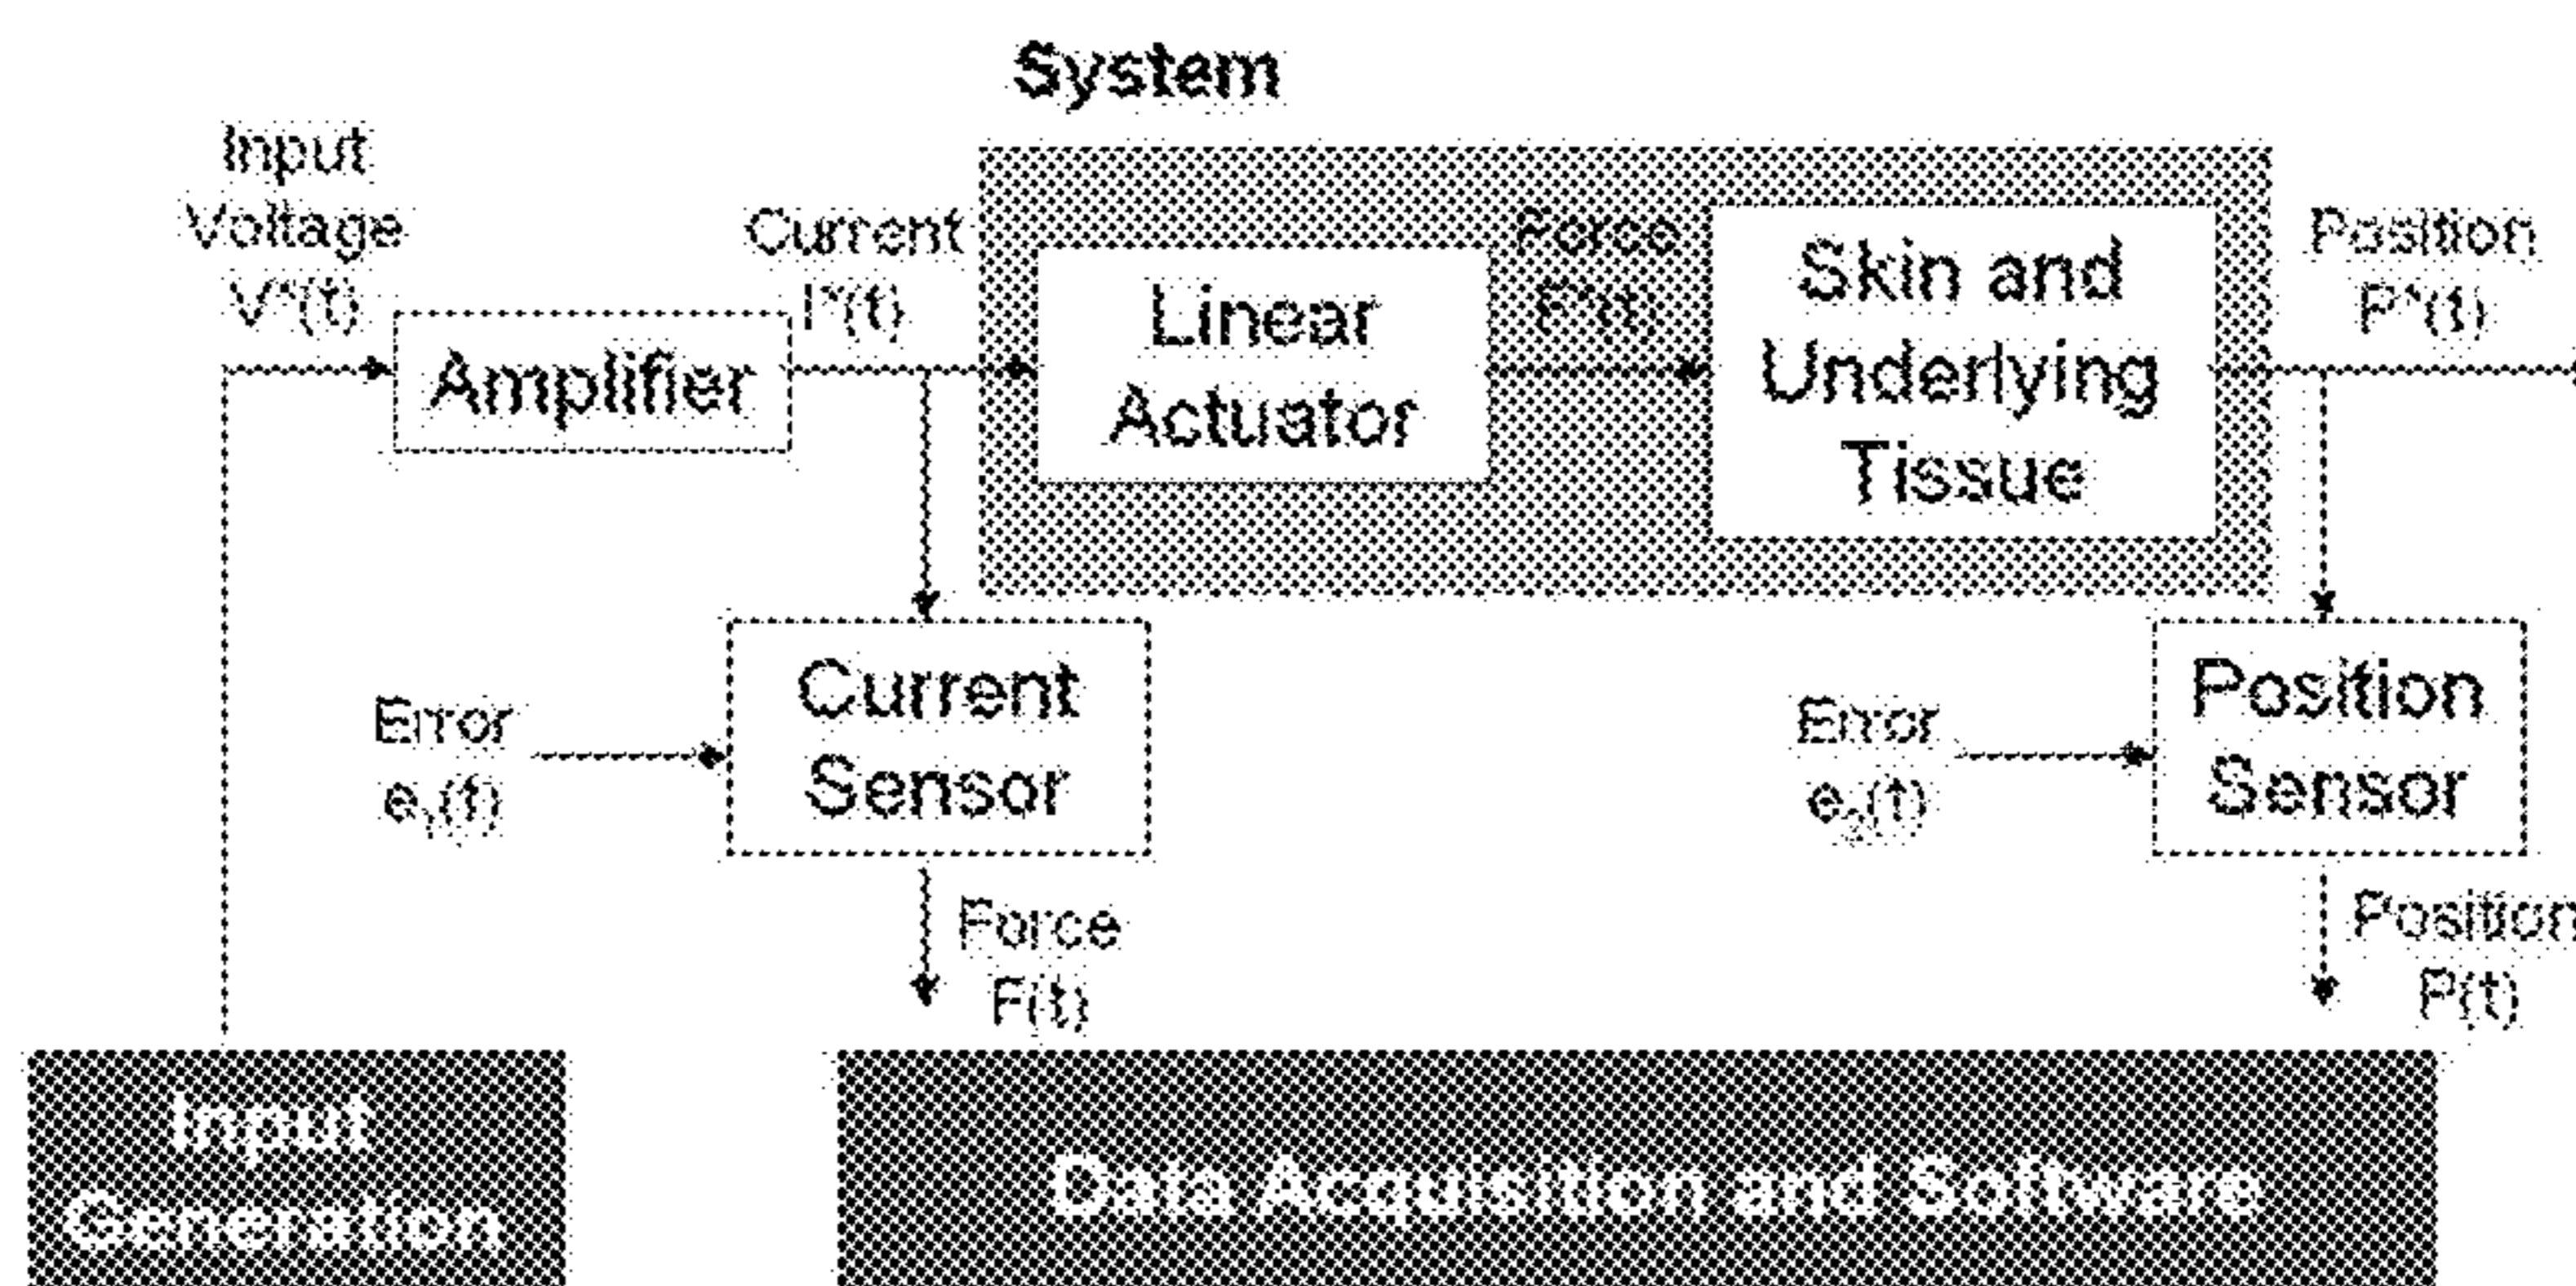 System
Input
Voltage
V*(t)
Current
I*(t)
Force
F*(t)
Position
P*(t)
Amplifier
Linear
Actuator
Skin and
Underlying
Tissue
Error
e₁(t)
Current
Sensor
Error
e₂(t)
Position
Sensor
Force
F(t)
Position
P(t)
Input
Generation
Data Acquisition and Software